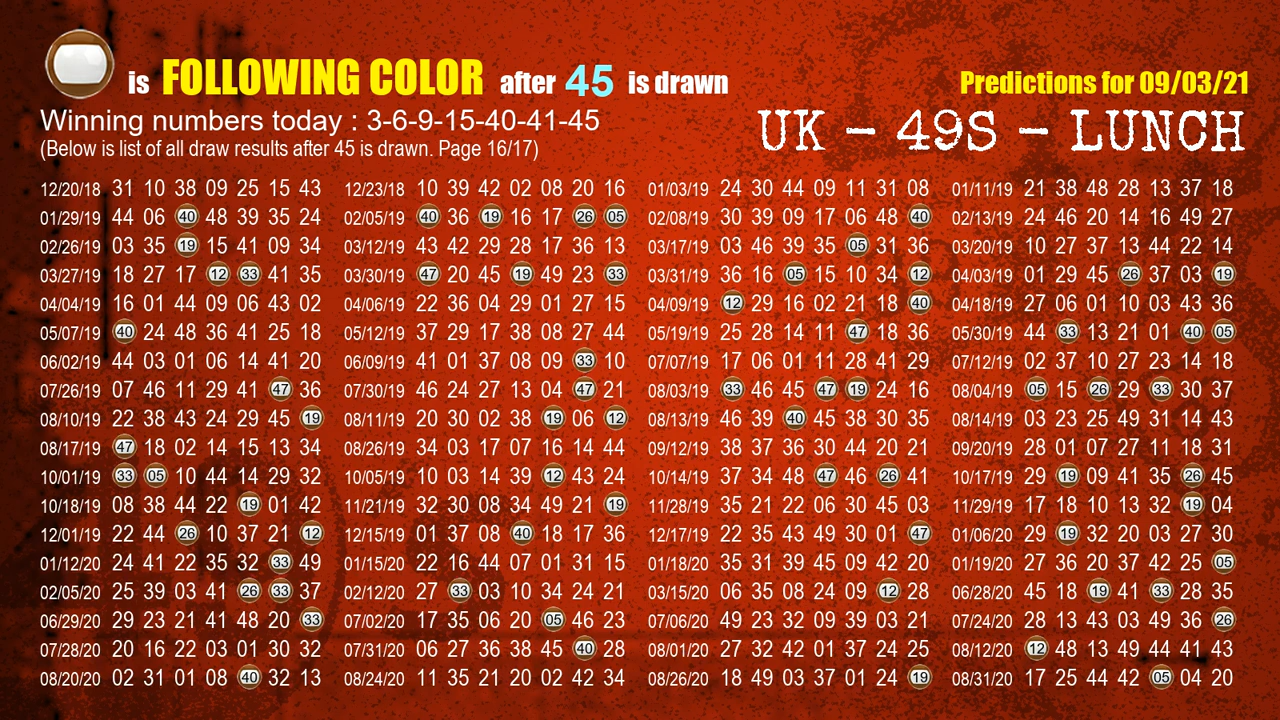 is FOLLOWING COLOR after 45 is drawn
Predictions for 09/03/21
Winning numbers today : 3-6-9-15-40-41-45
UK - 49S - LUNCH
(Below is list of all draw results after 45 is drawn. Page 16/17)
12/20/18 31 10 38 09 25 15 43 12/23/18 10 39 42 02 08 20 16 01/03/19 24 30 44 09 11 31 08 01/11/19 21 38 48 28 13 37 18
01/29/19 44 06 40 48 39 35 24 02/05/19 40 36 19 16 17 26 05 02/08/19 30 39 09 17 06 48 40 02/13/19 24 46 20 14 16 49 27
02/26/19 03 35 19 15 41 09 34 03/12/19 43 42 29 28 17 36 13 03/17/19 03 46 39 35 05 31 36 03/20/19 10 27 37 13 44 22 14
03/27/19 18 27 17 12 33 41 35 03/30/19 47 20 45 19 49 23 33 03/31/19 36 16 05 15 10 34 12 04/03/19 01 29 45 26 37 03 19
04/04/19 16 01 44 09 06 43 02 04/06/19 22 36 04 29 01 27 15 04/09/19 12 29 16 02 21 18 40 04/18/19 27 06 01 10 03 43 36
05/07/19 40 24 48 36 41 25 18 05/12/19 37 29 17 38 08 27 44 05/19/19 25 28 14 11 47 18 36 05/30/19 44 33 13 21 01 40 05
06/02/19 44 03 01 06 14 41 20 06/09/19 41 01 37 08 09 33 10 07/07/19 17 06 01 11 28 41 29 07/12/19 02 37 10 27 23 14 18
07/26/19 07 46 11 29 41 47 36 07/30/19 46 24 27 13 04 47 21 08/03/19 33 46 45 47 19 24 16 08/04/19 05 15 26 29 33 30 37
08/10/19 22 38 43 24 29 45 19 08/11/19 20 30 02 38 19 06 12 08/13/19 46 39 40 45 38 30 35 08/14/19 03 23 25 49 31 14 43
08/17/19 47 18 02 14 15 13 34 08/26/19 34 03 17 07 16 14 44 09/12/19 38 37 36 30 44 20 21 09/20/19 28 01 07 27 11 18 31
10/01/19 33 05 10 44 14 29 32 10/05/19 10 03 14 39 12 43 24 10/14/19 37 34 48 47 46 26 41 10/17/19 29 19 09 41 35 26 45
10/18/19 08 38 44 22 19 01 42 11/21/19 32 30 08 34 49 21 19 11/28/19 35 21 22 06 30 45 03 11/29/19 17 18 10 13 32 19 04
12/01/19 22 44 26 10 37 21 12 12/15/19 01 37 08 40 18 17 36 12/17/19 22 35 43 49 30 01 47 01/06/20 29 19 32 20 03 27 30
01/12/20 24 41 22 35 32 33 49 01/15/20 22 16 44 07 01 31 15 01/18/20 35 31 39 45 09 42 20 01/19/20 27 36 20 37 42 25 05
02/05/20 25 39 03 41 26 33 37 02/12/20 27 33 03 10 34 24 21 03/15/20 06 35 08 24 09 12 28 06/28/20 45 18 19 41 33 28 35
06/29/20 29 23 21 41 48 20 33 07/02/20 17 35 06 20 05 46 23 07/06/20 49 23 32 09 39 03 21 07/24/20 28 13 43 03 49 36 26
07/28/20 20 16 22 03 01 30 32 07/31/20 06 27 36 38 45 40 28 08/01/20 27 32 42 01 37 24 25 08/12/20 12 48 13 49 44 41 43
08/20/20 02 31 01 08 40 32 13 08/24/20 11 35 21 20 02 42 34 08/26/20 18 49 03 37 01 24 19 08/31/20 17 25 44 42 05 04 20